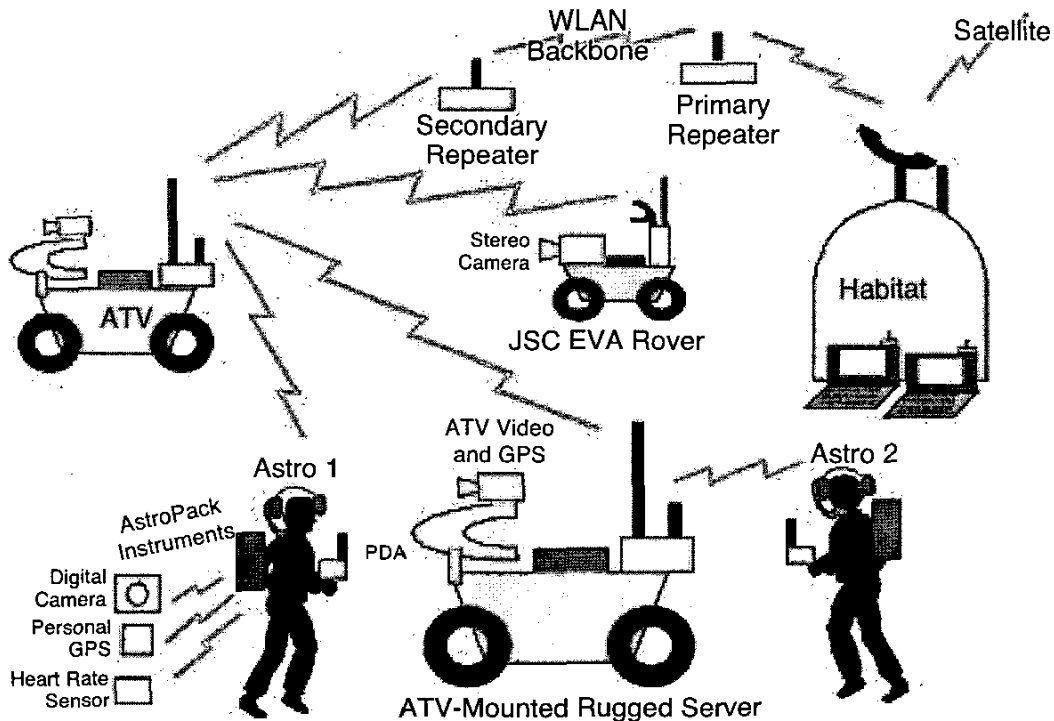 WLAN
Backbone
Satellite
Secondary
Repeater
Primary
Repeater
Stereo
Camera
ATV
JSC EVA Rover
Habitat
ATV Video
and GPS
Astro 1
Astro 2
AstroPack
Instruments
PDA
Digital
Camera
Personal
GPS
Heart Rate
Sensor
ATV-Mounted Rugged Server